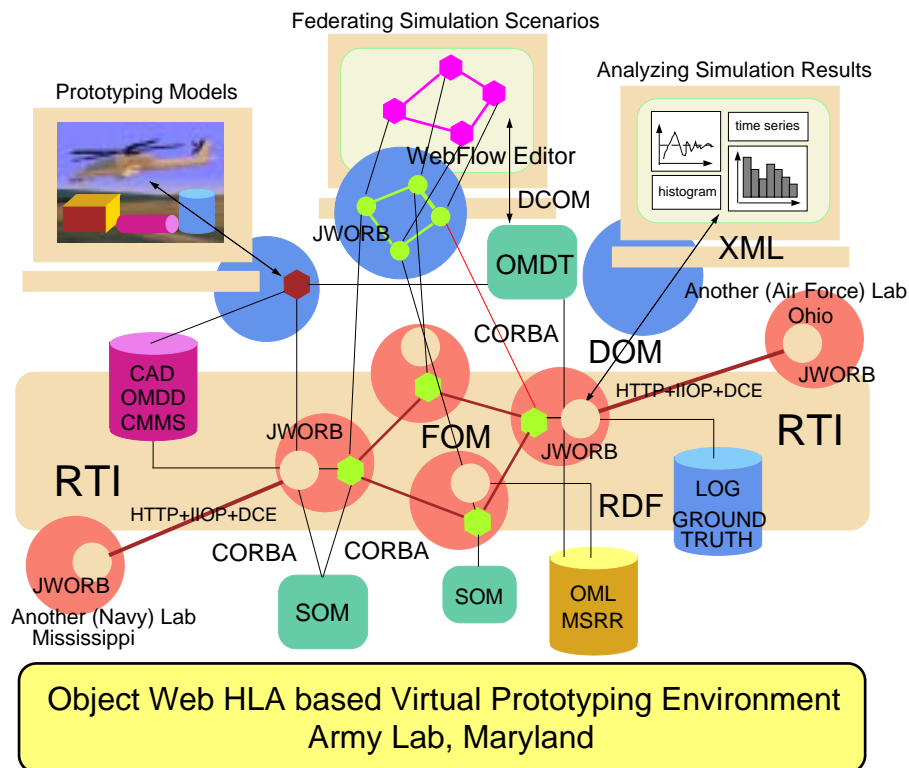 Federating Simulation Scenarios
Prototyping Models
Analyzing Simulation Results
time series
histogram
WebFlow Editor
DCOM
JWORB
OMDT
XML
Another (Air Force) Lab
Ohio
JWORB
CORBA
DOM
HTTP+IIOP+DCE
CAD
OMDD
CMMS
JWORB
FOM
JWORB
RTI
RTI
LOG
GROUND
TRUTH
RDF
HTTP+IIOP+DCE
CORBA
CORBA
JWORB
SOM
SOM
OML
MSRR
Another (Navy) Lab
Mississippi
Object Web HLA based Virtual Prototyping Environment
Army Lab, Maryland